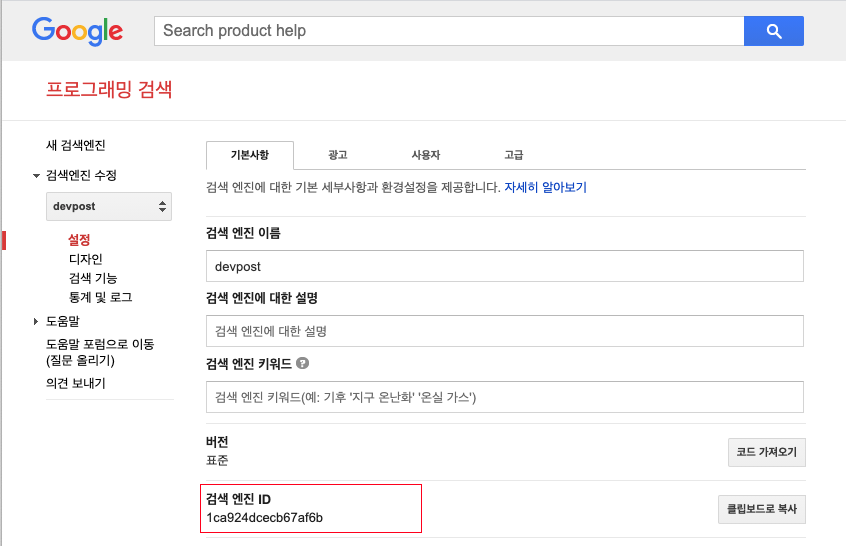 Google
Search product help
프로그래밍 검색
새 검색엔진
검색엔진 수정
devpost
설정
디자인
검색 기능
통계 및 로그
도움말
도움말 포럼으로 이동
(질문 올리기)
의견 보내기
기본사항 광고 사용자 고급
검색 엔진에 대한 기본 세부사항과 환경설정을 제공합니다. 자세히 알아보기
검색 엔진 이름
devpost
검색 엔진에 대한 설명
검색 엔진에 대한 설명
검색 엔진 키워드 ?
검색 엔진 키워드(예: 기후 '지구 온난화' '온실 가스')
버전
표준
코드 가져오기
검색 엔진 ID
1ca924dcecb67af6b
클립보드로 복사